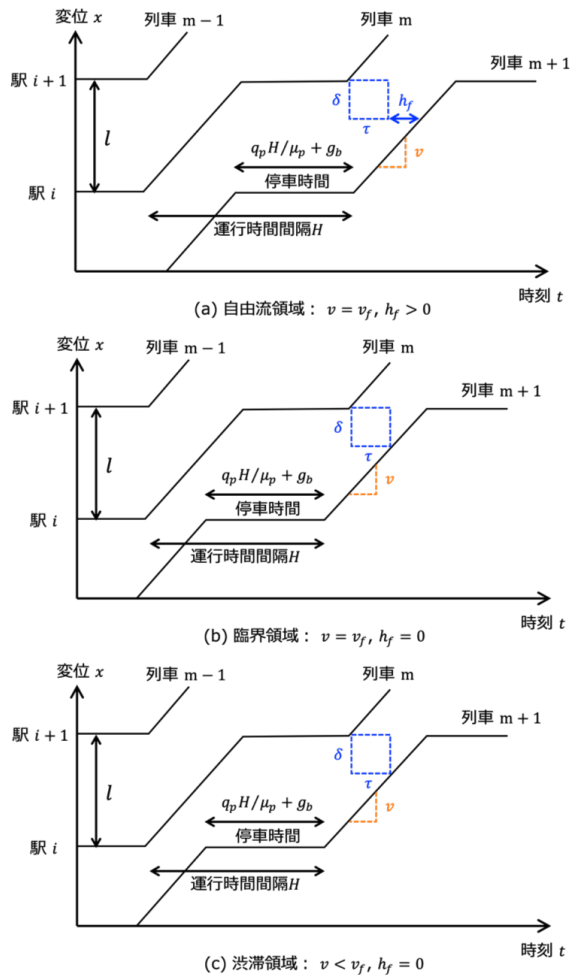 変位 x
列車 m − 1
列車 m
列車 m + 1
駅 i + 1
δ
h_f
τ
l
q_pH/μ_p + g_b
v
停車時間
駅 i
運行時間間隔H
時刻 t
(a) 自由流領域： v = v_f, h_f > 0
変位 x
列車 m − 1
列車 m
列車 m + 1
駅 i + 1
δ
τ
l
q_pH/μ_p + g_b
v
停車時間
駅 i
運行時間間隔H
時刻 t
(b) 臨界領域： v = v_f, h_f = 0
変位 x
列車 m − 1
列車 m
列車 m + 1
駅 i + 1
δ
τ
l
q_pH/μ_p + g_b
v
停車時間
駅 i
運行時間間隔H
時刻 t
(c) 渋滞領域： v < v_f, h_f = 0